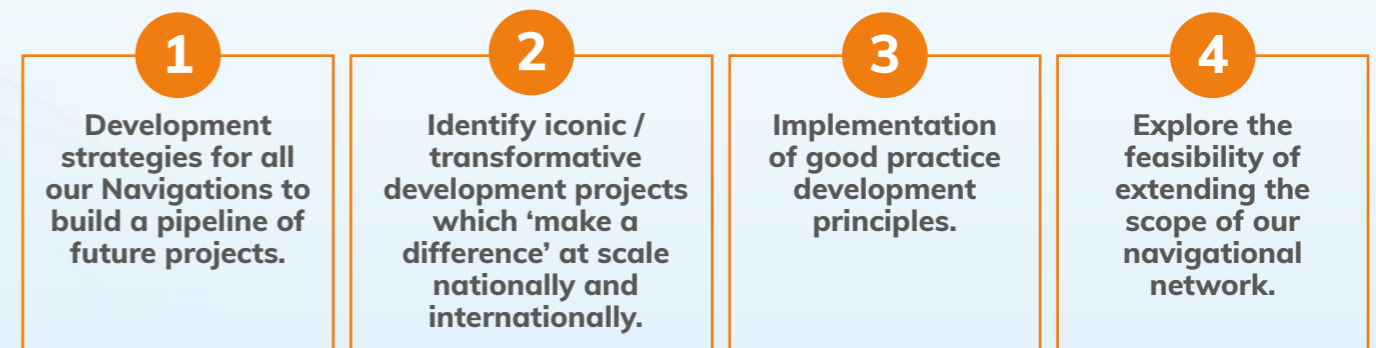 1
Development
strategies for all
our Navigations to
build a pipeline of
future projects.
2
Identify iconic /
transformative
development projects
which ‘make a
difference’ at scale
nationally and
internationally.
3
Implementation
of good practice
development
principles.
4
Explore the
feasibility of
extending the
scope of our
navigational
network.